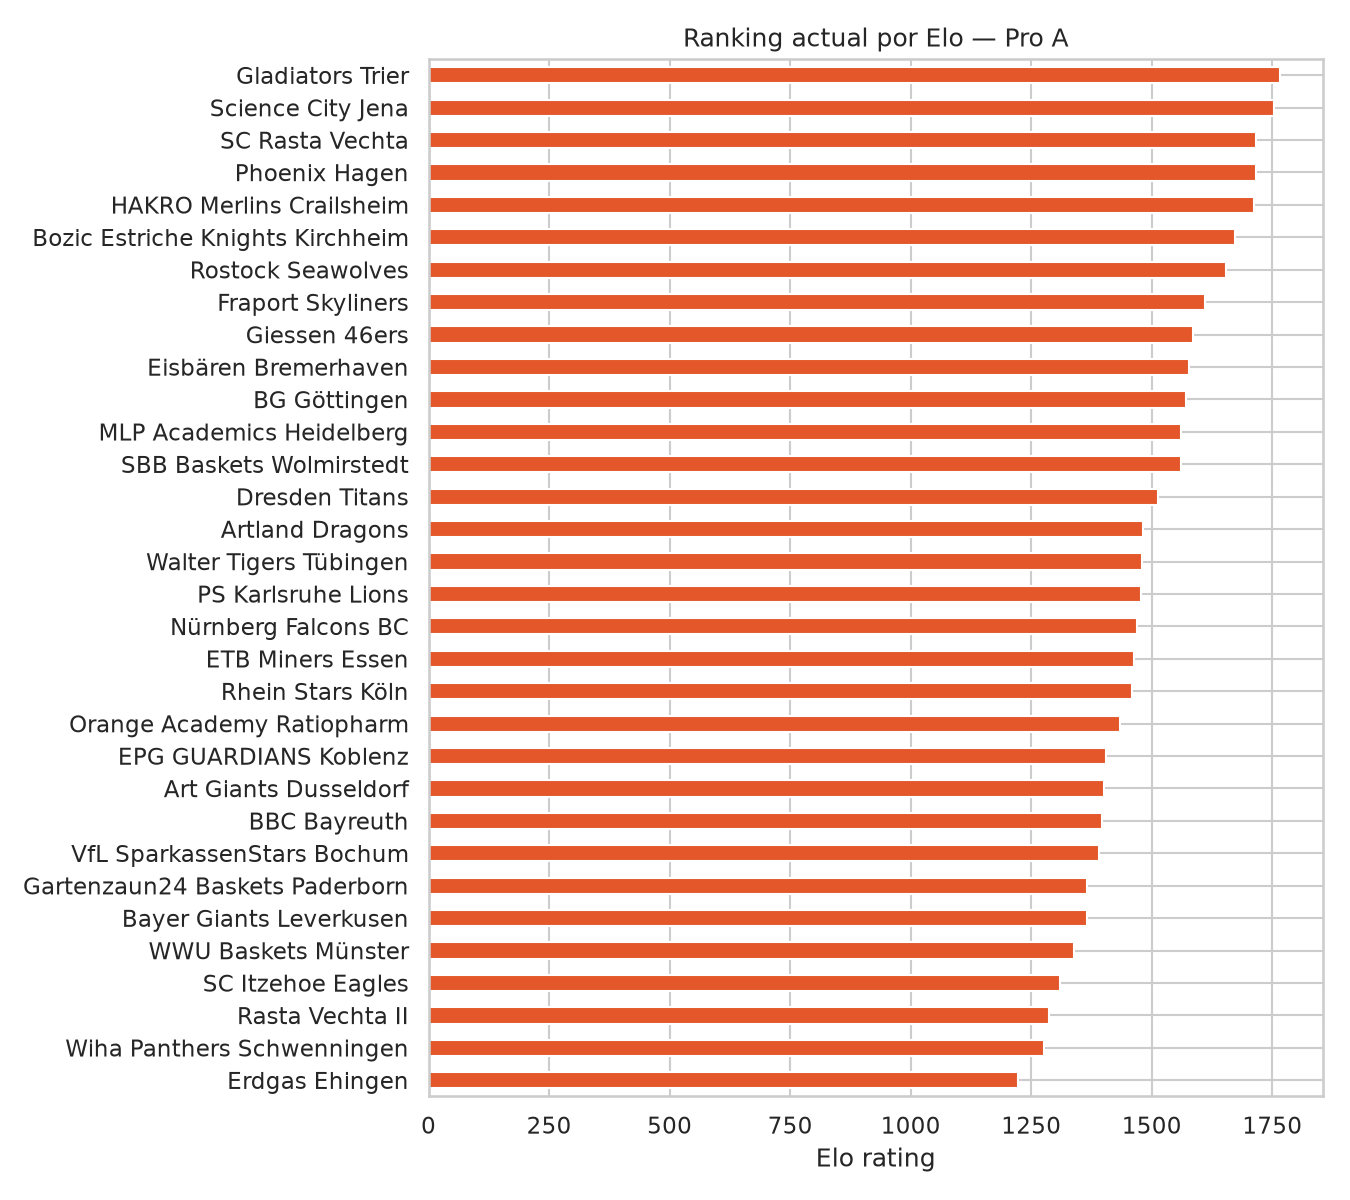 Ranking actual por Elo — Pro A
Gladiators Trier
Science City Jena
SC Rasta Vechta
Phoenix Hagen
HAKRO Merlins Crailsheim
Bozic Estriche Knights Kirchheim
Rostock Seawolves
Fraport Skyliners
Giessen 46ers
Eisbären Bremerhaven
BG Göttingen
MLP Academics Heidelberg
SBB Baskets Wolmirstedt
Dresden Titans
Artland Dragons
Walter Tigers Tübingen
PS Karlsruhe Lions
Nürnberg Falcons BC
ETB Miners Essen
Rhein Stars Köln
Orange Academy Ratiopharm
EPG GUARDIANS Koblenz
Art Giants Dusseldorf
BBC Bayreuth
VfL SparkassenStars Bochum
Gartenzaun24 Baskets Paderborn
Bayer Giants Leverkusen
WWU Baskets Münster
SC Itzehoe Eagles
Rasta Vechta II
Wiha Panthers Schwenningen
Erdgas Ehingen
0 250 500 750 1000 1250 1500 1750
Elo rating